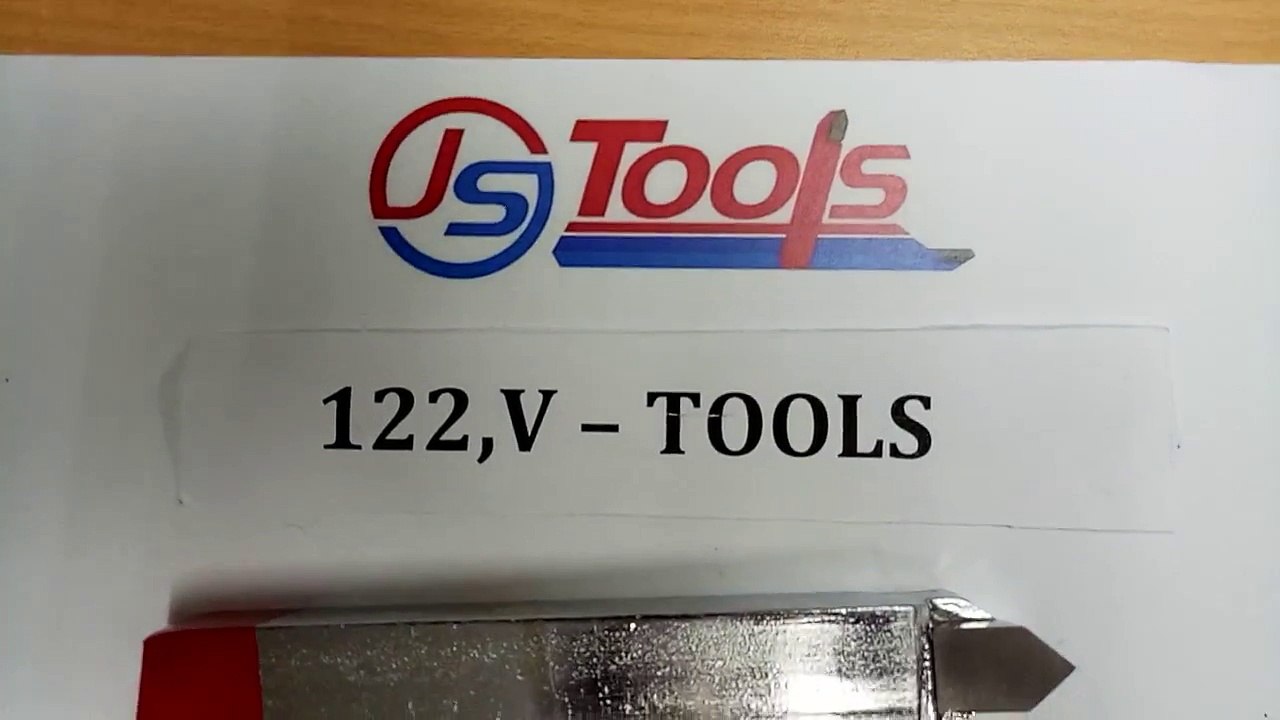 JS Tools
122,V – TOOLS